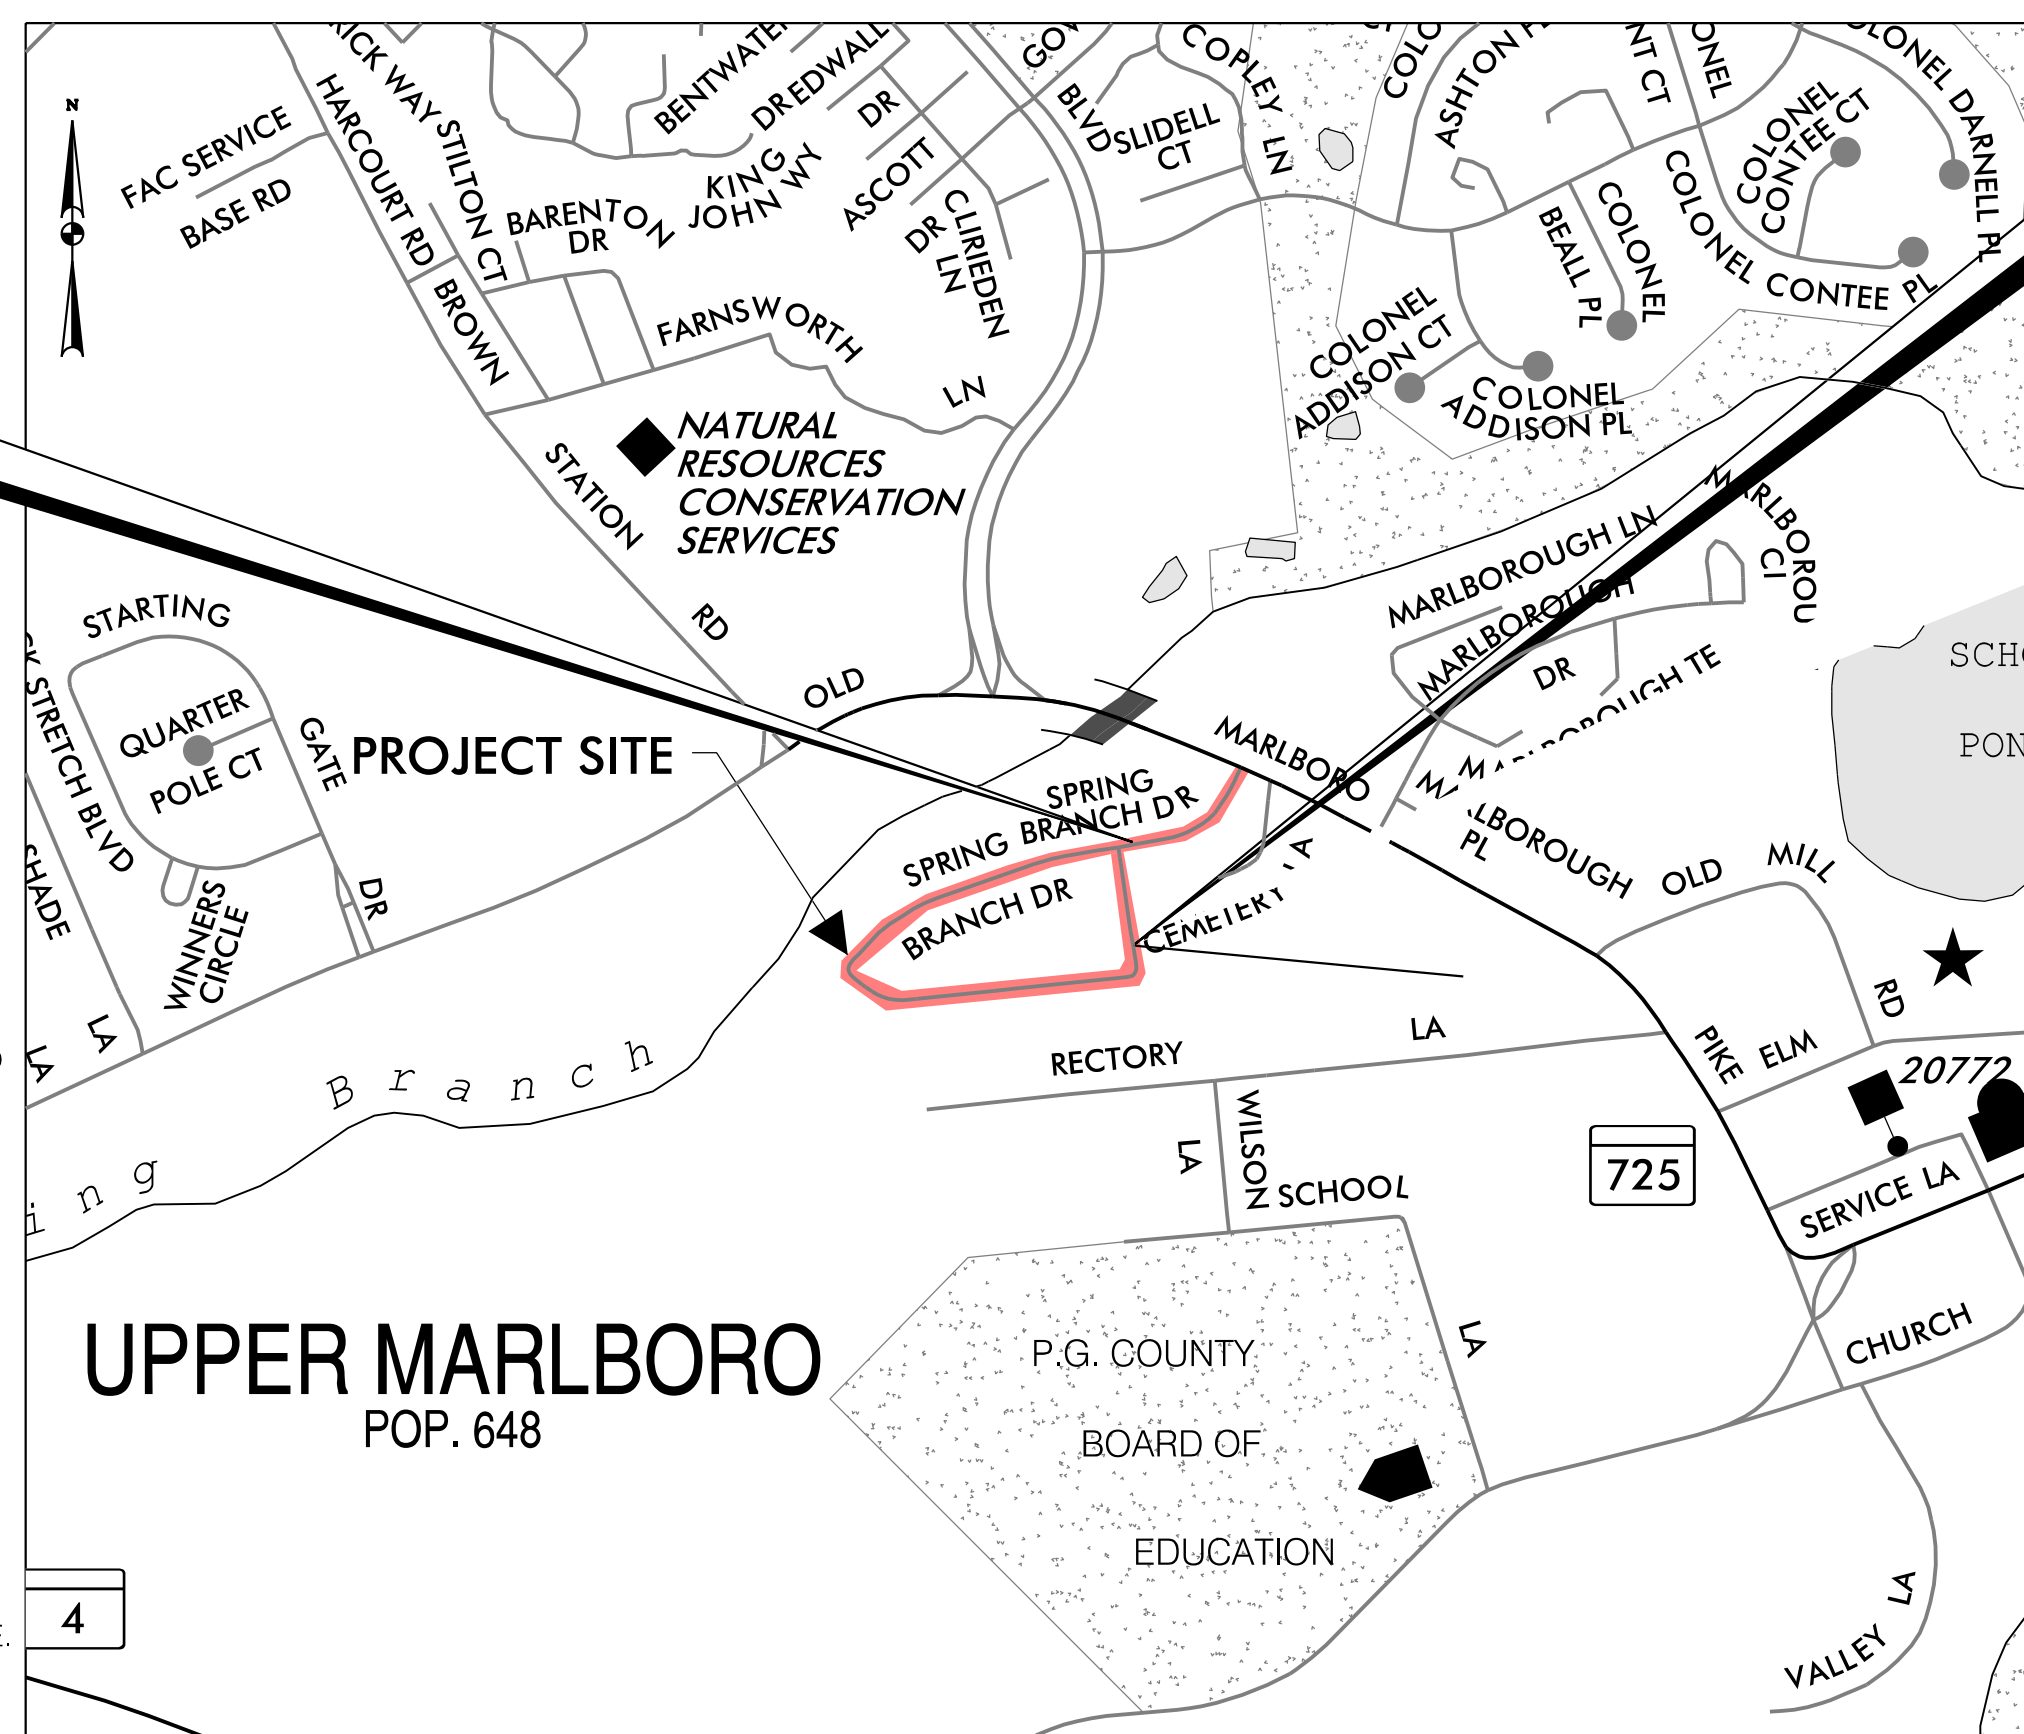 N
HARCOURT RD
STILTON CT
FAC SERVICE
BASE RD
BROWN
STATION
RD
BARENTON
DR
KING
JOHN WY
DREDWALL
DR
ASCOTT
DR
CLIRIEDEN
LN
FARNSWORTH
LN
BLVD
SLIDELL
CT
COPLEY LN
COLONEL
CONTEE CT
COLONEL CONTEE PL
COLONEL
BEALL PL
COLONEL
ADDISON CT
COLONEL
ADDISON PL
NATURAL
RESOURCES
CONSERVATION
SERVICES
MARLBOROUGH LN
MARLBOROUGH
DR
MARLBOROUGH TE
CI
STARTING
GATE
DR
QUARTER
POLE CT
STRETCH BLVD
SHADE
LA
LA
WINNERS
CIRCLE
PROJECT SITE
OLD
MARLBORO
PIKE
SPRING
BRANCH DR
SPRING
BRANCH DR
CEMETERY
LA
PL
OLD MILL
RD
PON
ELM
20772
RECTORY
LA
WILSON
LA
SCHOOL
LA
725
SERVICE LA
CHURCH
Branch
ing
UPPER MARLBORO
POP. 648
P.G. COUNTY
BOARD OF
EDUCATION
4
VALLEY LA